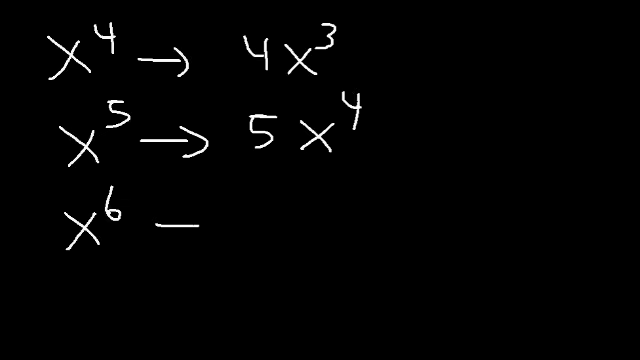 x⁴ → 4x³
x⁵ → 5x⁴
x⁶ —